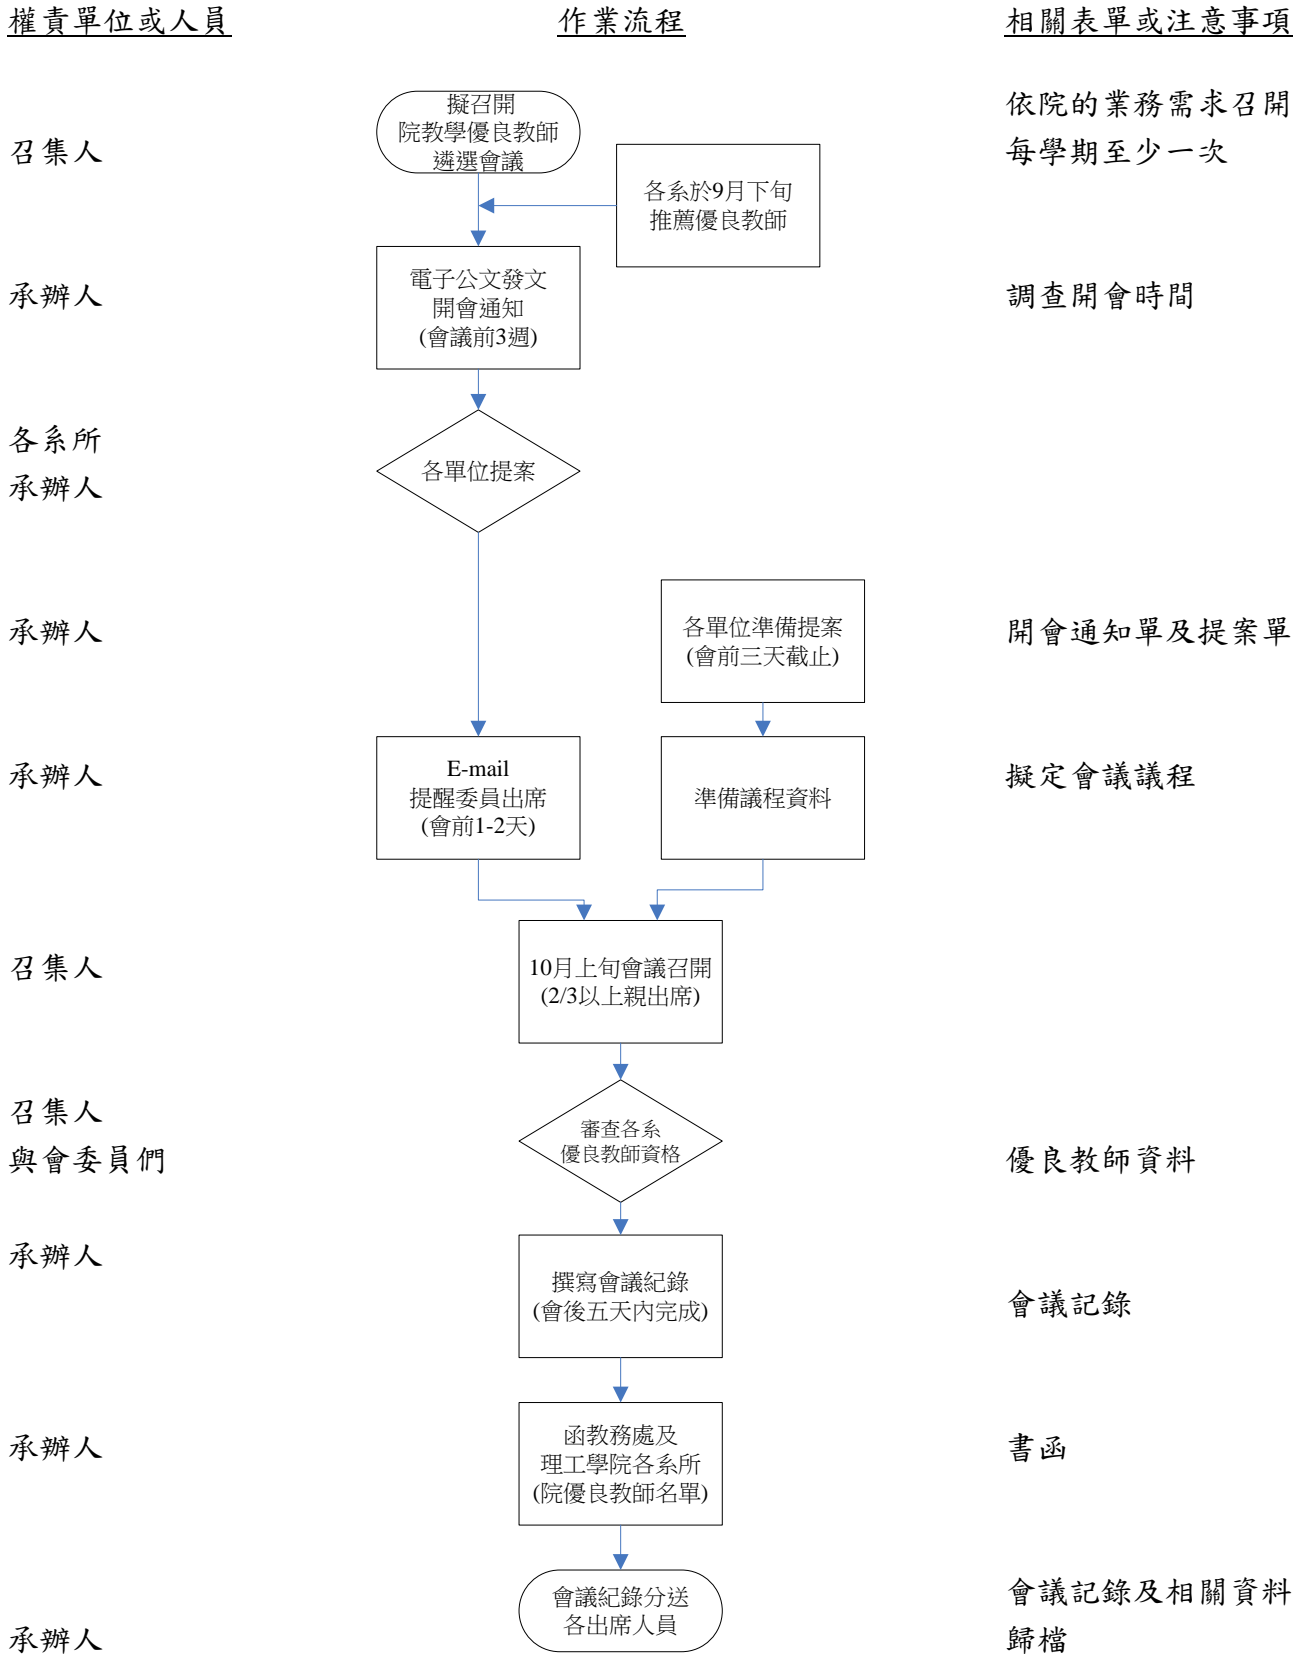 權責單位或人員
作業流程
相關表單或注意事項
擬召開
院教學優良教師
遴選會議
依院的業務需求召開
每學期至少一次
召集人
各系於9月下旬
推薦優良教師
承辦人
電子公文發文
開會通知
(會議前3週)
調查開會時間
各系所
承辦人
各單位提案
承辦人
各單位準備提案
(會前三天截止)
開會通知單及提案單
承辦人
E-mail
提醒委員出席
(會前1-2天)
準備議程資料
擬定會議議程
召集人
10月上旬會議召開
(2/3以上親出席)
召集人
與會委員們
審查各系
優良教師資格
優良教師資料
承辦人
撰寫會議紀錄
(會後五天內完成)
會議記錄
承辦人
函教務處及
理工學院各系所
(院優良教師名單)
書函
會議紀錄分送
各出席人員
會議記錄及相關資料
歸檔
承辦人